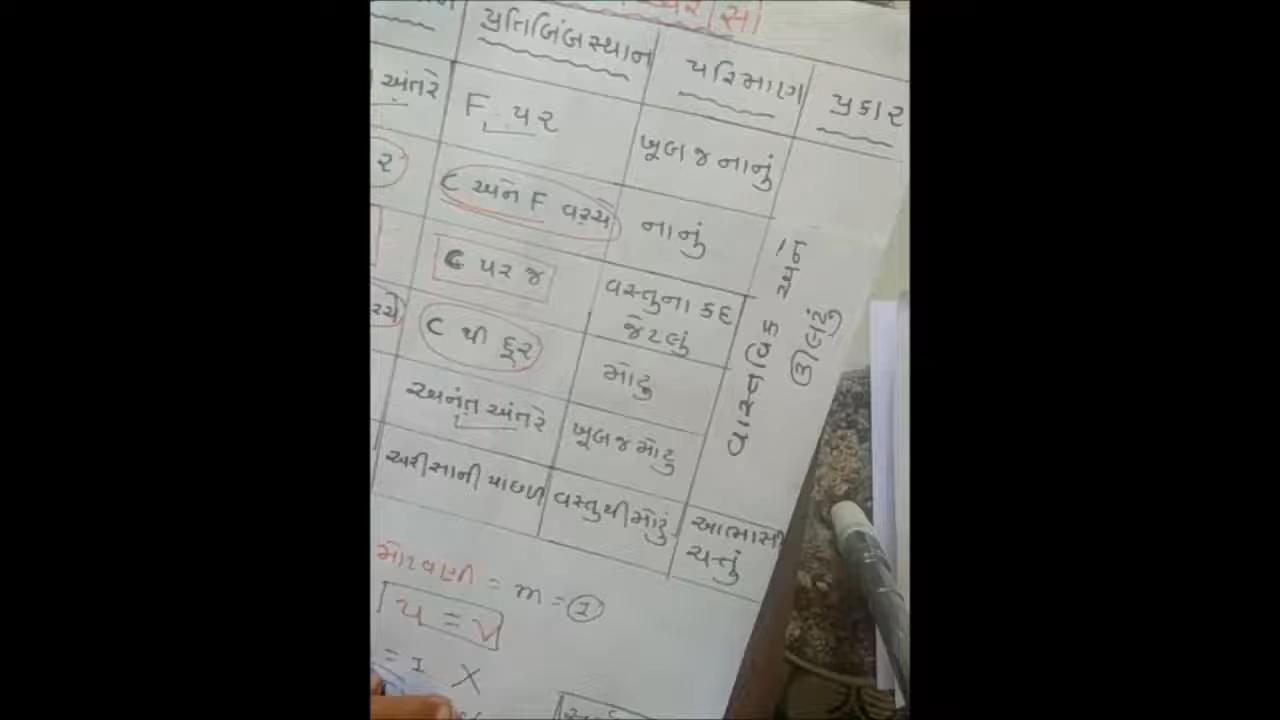 પ્રતિબિંબસ્થાન પરિમાણ પ્રકાર
અંતરે F પર ખૂબ જ નાનું
C અને F વચ્ચે નાનું
C પર જ વસ્તુના કદ
જેટલું
C થી દૂર મોટુ
અનંત અંતરે ખૂબ જ મોટુ
વાસ્તવિક અને
ઊલટું
અરીસાની પાછળ વસ્તુથી મોટું આભાસી
ચત્તું
મોટવણી = m = 1
u = v
= 1 X